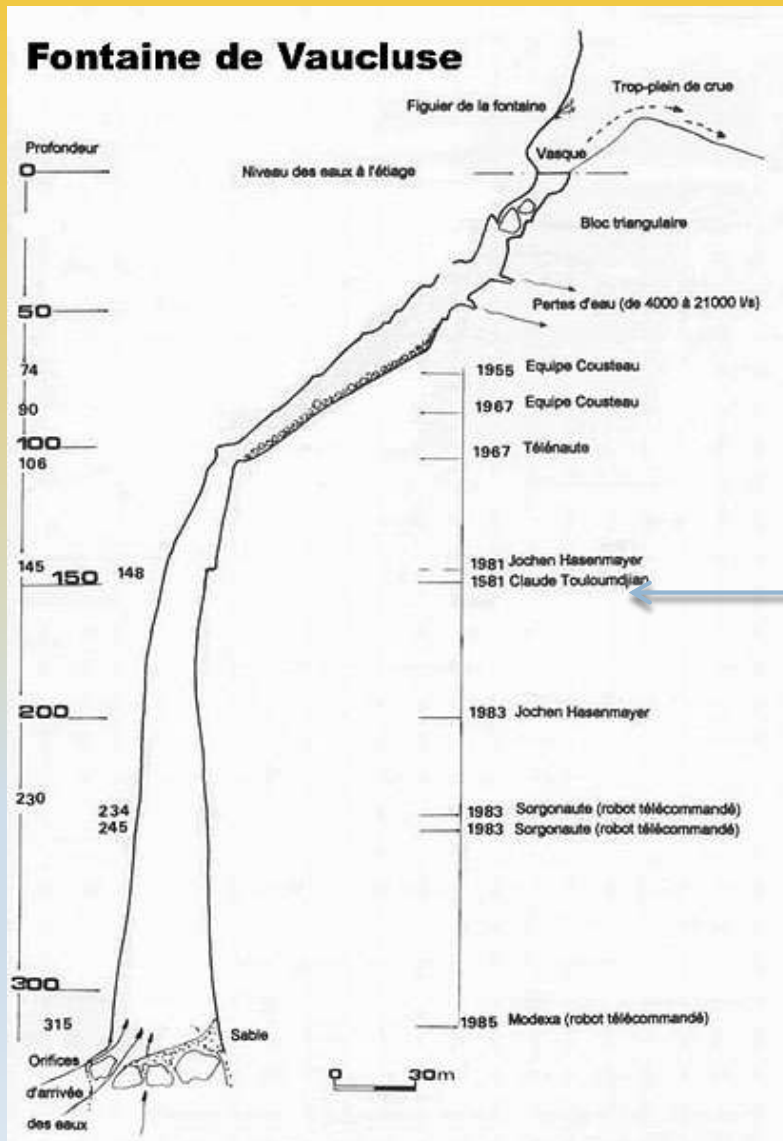 Fontaine de Vaucluse
Trop-plein de crue
Figuier de la fontaine
Profondeur
Vasque
0
Niveau des eaux à l'étiage
Bloc triangulaire
50
Pertes d'eau (de 4000 à 21000 l/s)
74
1955 Equipe Cousteau
90
1967 Equipe Cousteau
100
106
1967 Télénaute
145
148
1981 Jochen Hasenmayer
150
1581 Claude Touloumdjian
200
1983 Jochen Hasenmayer
230
234
1983 Sorgonaute (robot télécommandé)
245
1983 Sorgonaute (robot télécommandé)
300
315
1985 Modexa (robot télécommandé)
Sable
Orifices
d'arrivée
des eaux
0 30m